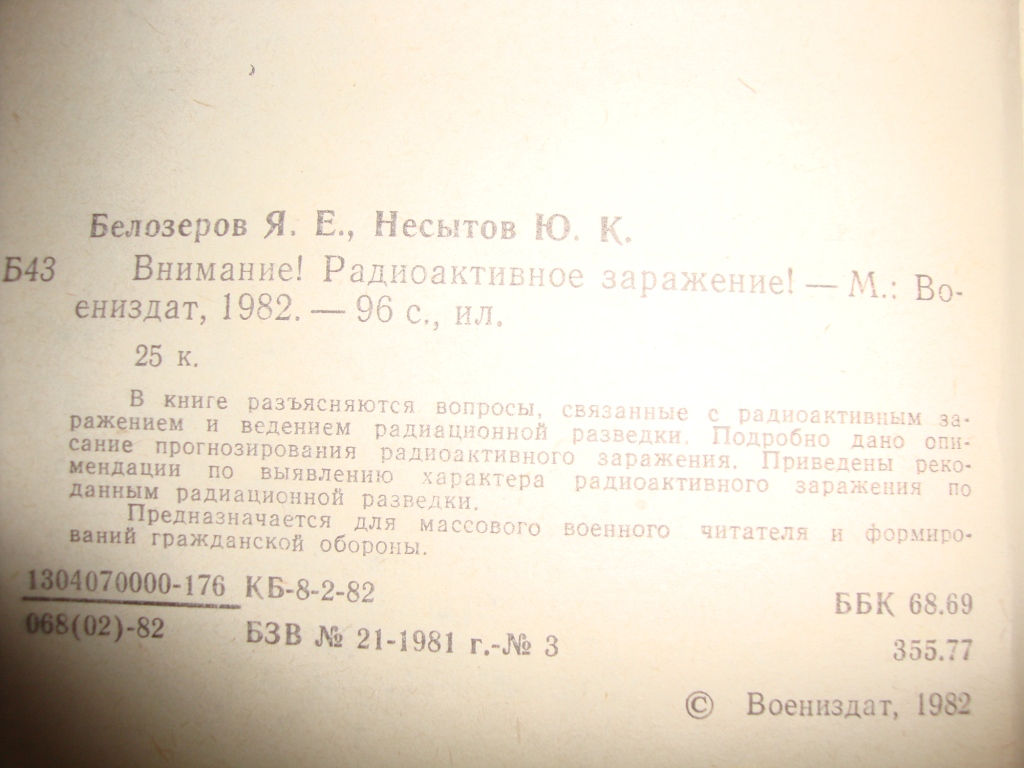 Белозеров Я. Е., Несытов Ю. К.
Б43 Внимание! Радиоактивное заражение! — М.: Во-
ениздат, 1982. — 96 с., ил.
25 к.
В книге разъясняются вопросы, связанные с радиоактивным за-
ражением и ведением радиационной разведки. Подробно дано опи-
сание прогнозирования радиоактивного заражения. Приведены реко-
мендации по выявлению характера радиоактивного заражения по
данным радиационной разведки.
Предназначается для массового военного читателя и формиро-
ваний гражданской обороны.
1304070000-176 КБ-8-2-82
ББК 68.69
068(02)-82 БЗВ № 21-1981 г.-№ 3
355.77
© Воениздат, 1982